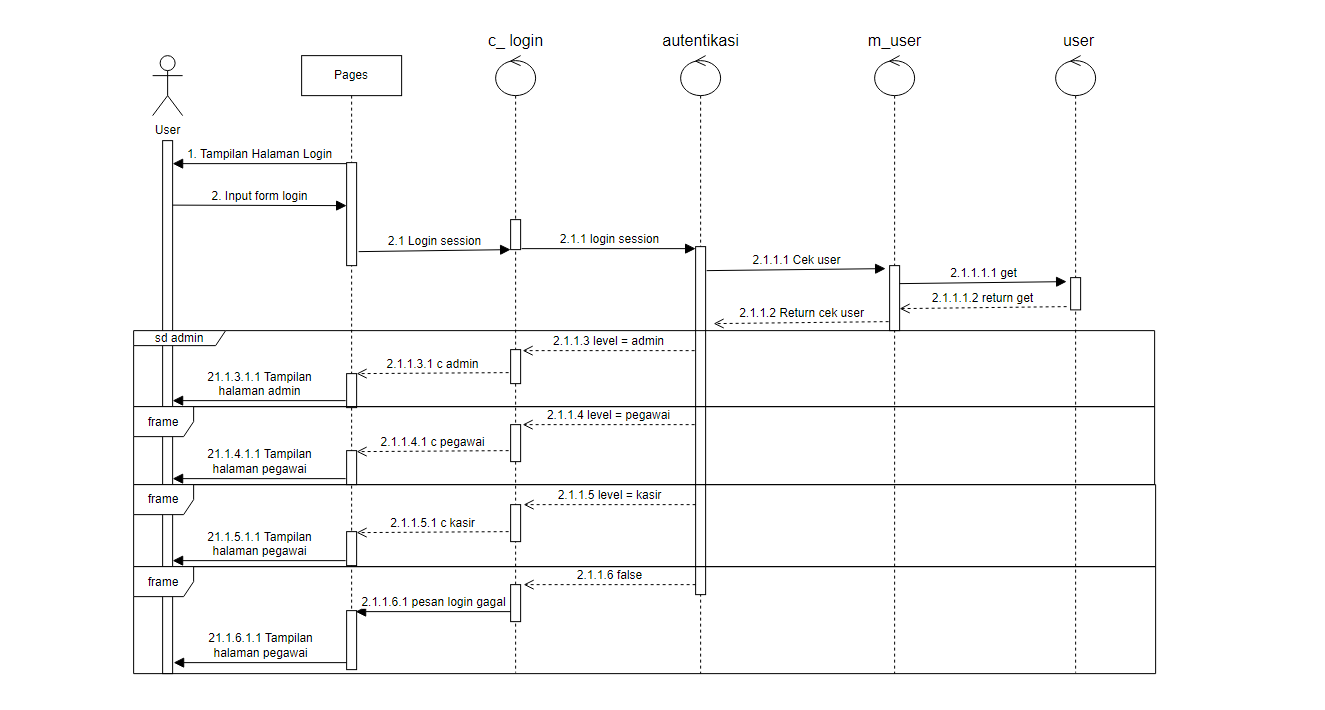 c_ login
autentikasi
m_user
user
Pages
User
1. Tampilan Halaman Login
2. Input form login
2.1 Login session
2.1.1 login session
2.1.1.1 Cek user
2.1.1.1.1 get
2.1.1.1.2 return get
2.1.1.2 Return cek user
sd admin
2.1.1.3 level = admin
2.1.1.3.1 c admin
21.1.3.1.1 Tampilan
halaman admin
frame
2.1.1.4 level = pegawai
2.1.1.4.1 c pegawai
21.1.4.1.1 Tampilan
halaman pegawai
frame
2.1.1.5 level = kasir
2.1.1.5.1 c kasir
21.1.5.1.1 Tampilan
halaman pegawai
frame
2.1.1.6 false
2.1.1.6.1 pesan login gagal
21.1.6.1.1 Tampilan
halaman pegawai